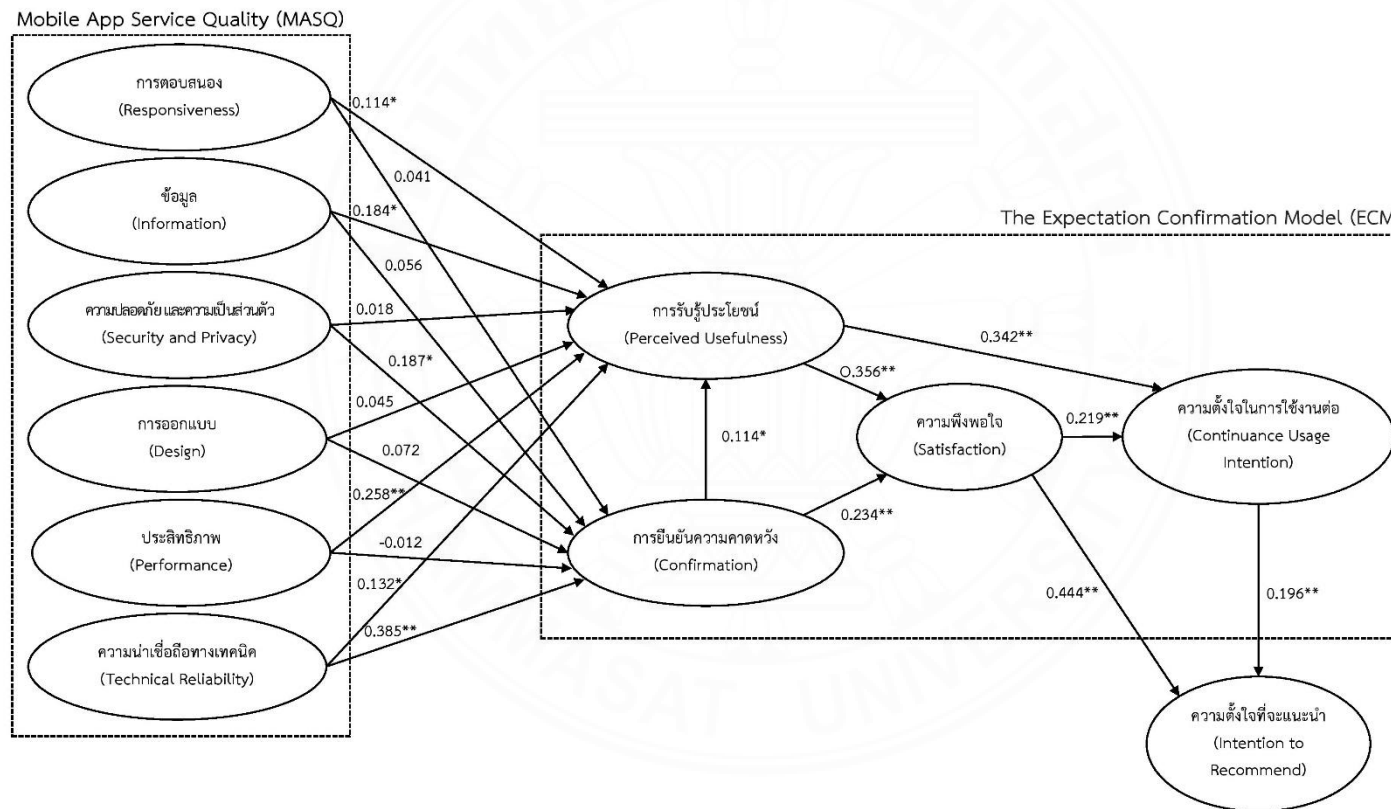 Mobile App Service Quality (MASQ)
การตอบสนอง
(Responsiveness)
ข้อมูล
(Information)
ความปลอดภัย และความเป็นส่วนตัว
(Security and Privacy)
การออกแบบ
(Design)
ประสิทธิภาพ
(Performance)
ความน่าเชื่อถือทางเทคนิค
(Technical Reliability)
0.114*
0.041
0.184*
0.056
0.018
0.187*
0.045
0.072
0.258**
-0.012
0.132*
0.385**
The Expectation Confirmation Model (ECM
การรับรู้ประโยชน์
(Perceived Usefulness)
0.114*
การยืนยันความคาดหวัง
(Confirmation)
0.342**
O.356**
0.234**
ความพึงพอใจ
(Satisfaction)
0.219**
ความตั้งใจในการใช้งานต่อ
(Continuance Usage
Intention)
0.444**
0.196**
ความตั้งใจที่จะแนะนำ
(Intention to
Recommend)